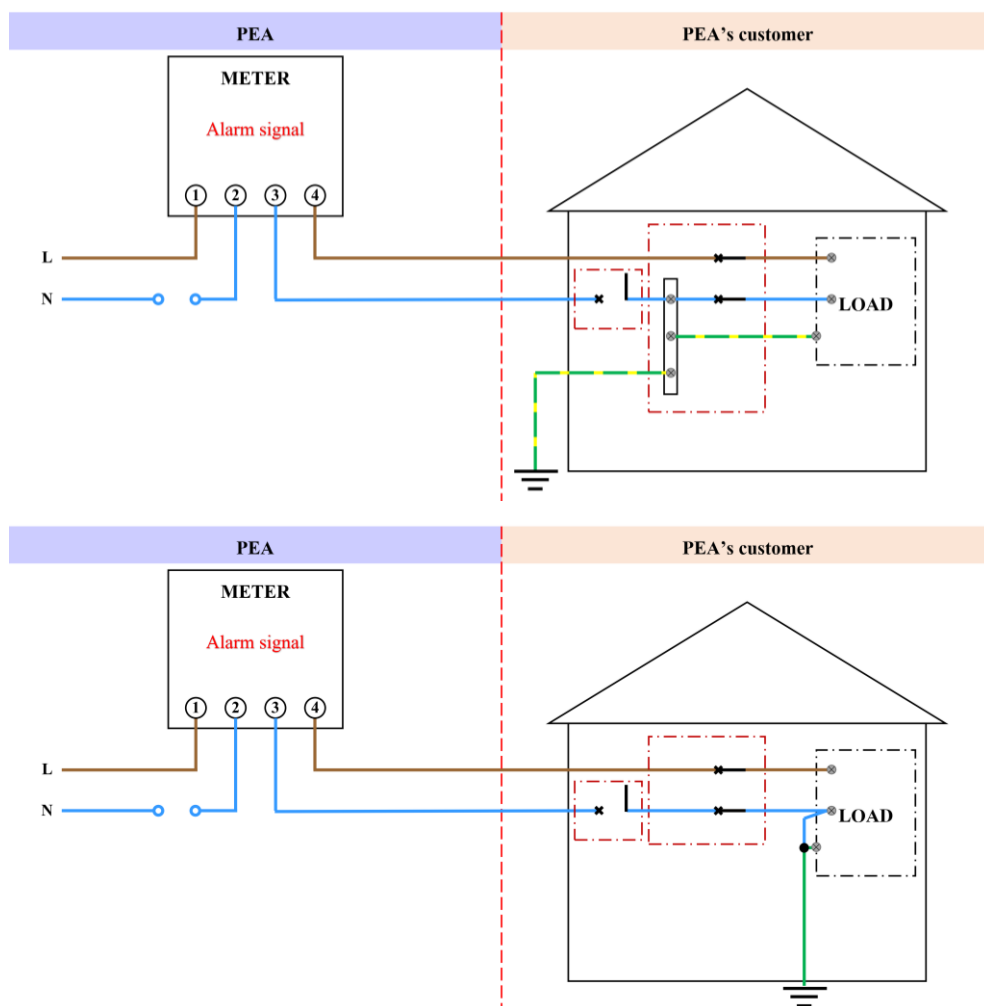 PEA PEA's customer
METER
Alarm signal
1 2 3 4
L
N
LOAD
PEA PEA's customer
METER
Alarm signal
1 2 3 4
L
N
LOAD